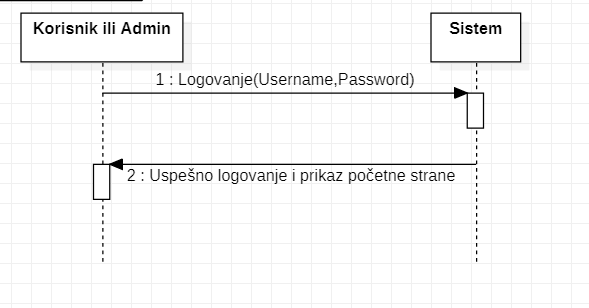 Korisnik ili Admin
Sistem
1 : Logovanje(Username,Password)
2 : Uspešno logovanje i prikaz početne strane